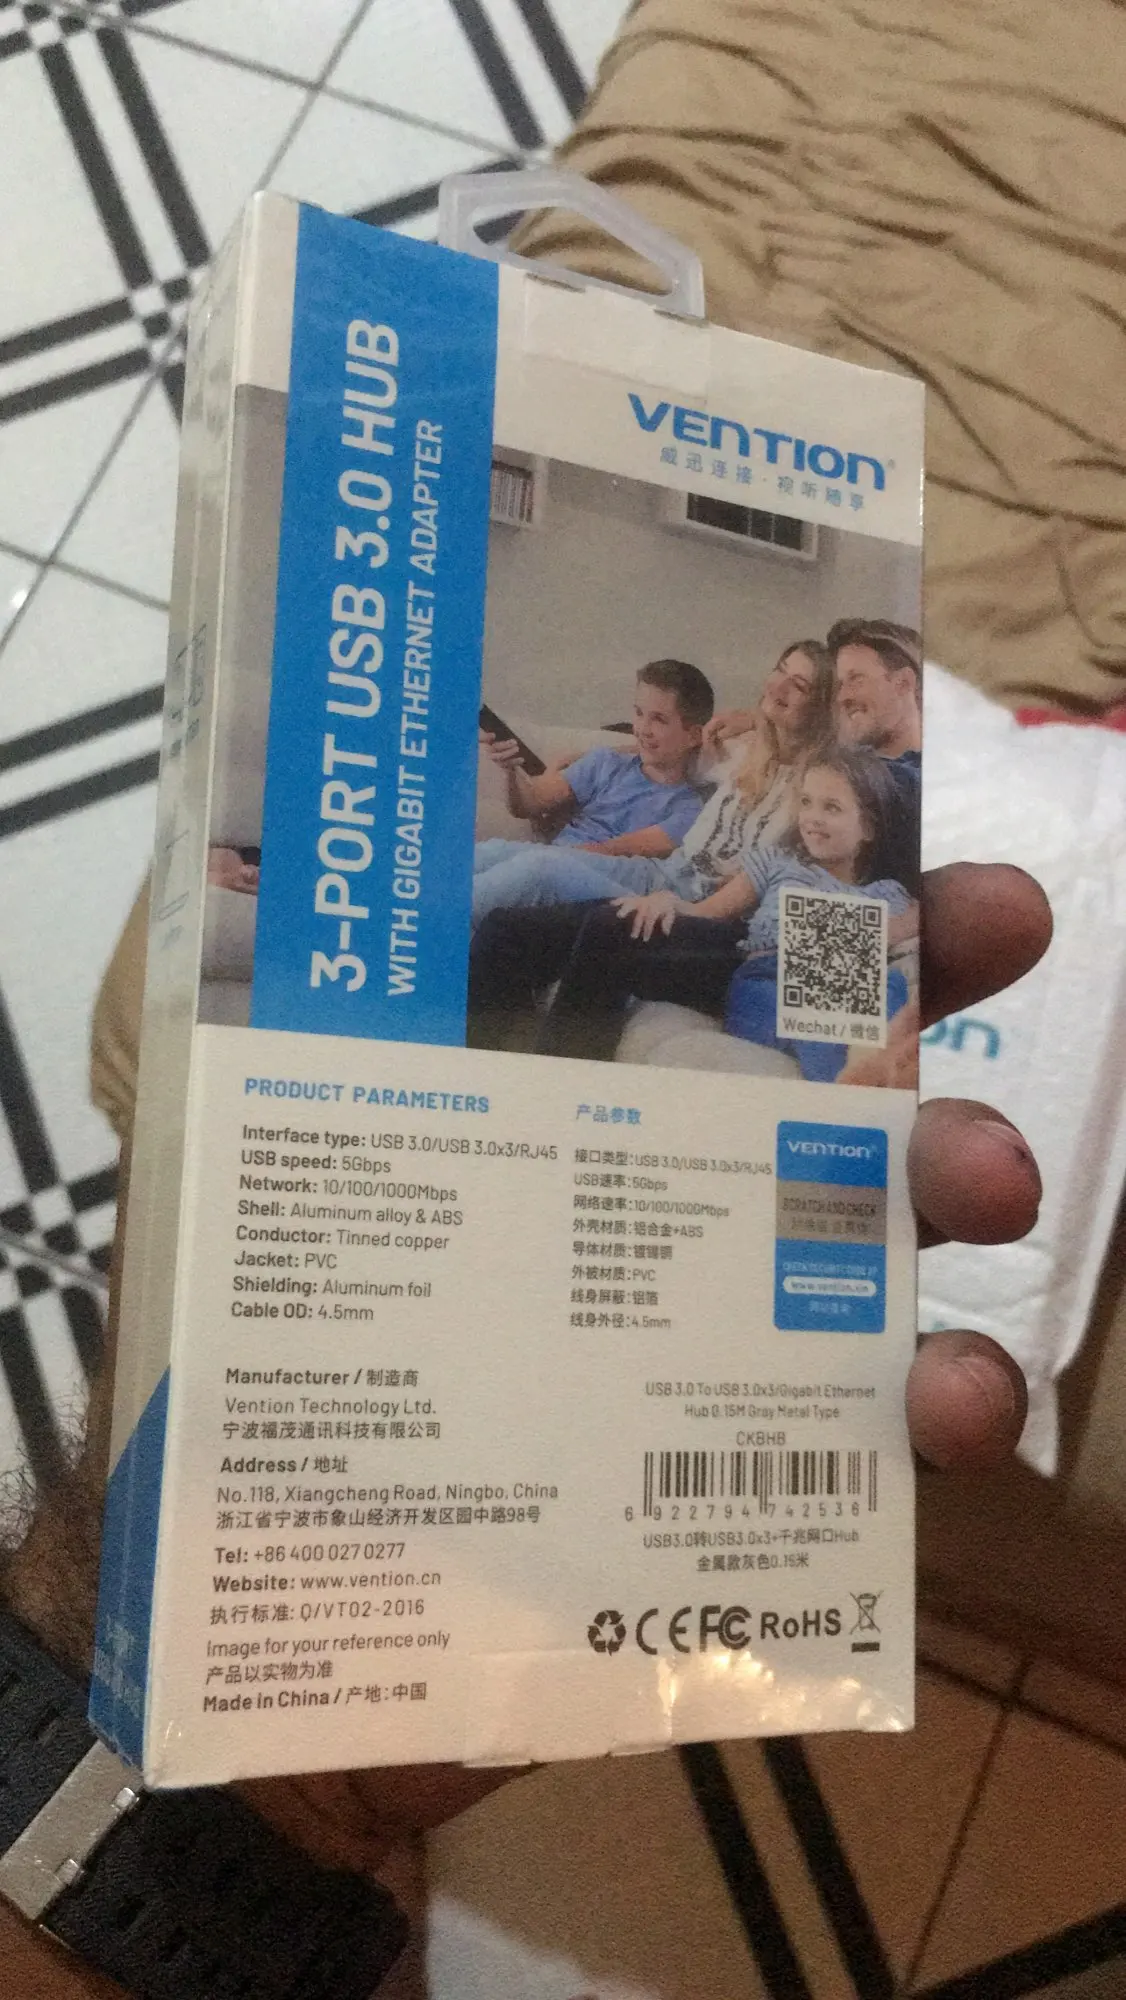 3-PORT USB 3.0 HUB
WITH GIGABIT ETHERNET ADAPTER
VENTION®
威迅连接·视听随享
Wechat/微信
PRODUCT PARAMETERS
Interface type: USB 3.0/USB 3.0x3/RJ45
USB speed: 5Gbps
Network: 10/100/1000Mbps
Shell: Aluminum alloy & ABS
Conductor: Tinned copper
Jacket: PVC
Shielding: Aluminum foil
Cable OD: 4.5mm
产品参数
接口类型:USB 3.0/USB 3.0x3/RJ45
USB速率:5Gbps
网络速率:10/100/1000Mbps
外壳材质:铝合金+ABS
导体材质:镀锡铜
外被材质:PVC
线身屏蔽:铝箔
线身外径:4.5mm
VENTION
SCRATCH AND CHECK
www.vention.cn
Manufacturer / 制造商
Vention Technology Ltd.
宁波福茂通讯科技有限公司
Address / 地址
No.118, Xiangcheng Road, Ningbo, China
浙江省宁波市象山经济开发区园中路98号
Tel: +86 400 027 0277
Website: www.vention.cn
执行标准: Q/VT02-2016
Image for your reference only
产品以实物为准
Made in China / 产地:中国
USB 3.0 To USB 3.0x3/Gigabit Ethernet
Hub 0.15M Gray Metal Type
CKBHB
6 922794 742536
USB3.0转USB3.0x3+千兆网口Hub
金属款灰色0.15米
CE FC RoHS
on